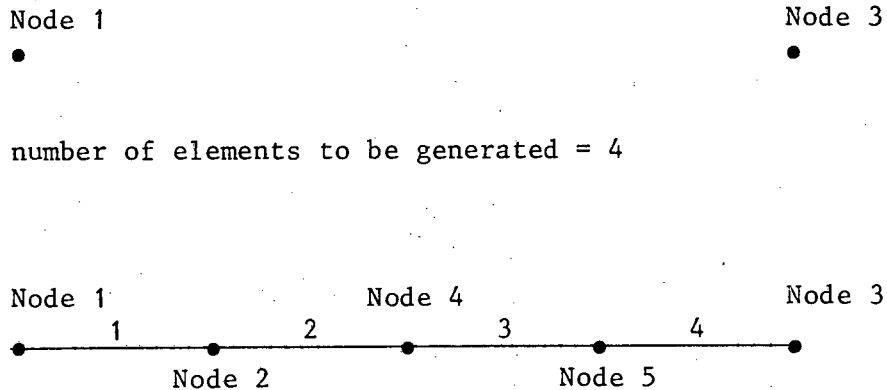 Node 1 Node 3
number of elements to be generated = 4
Node 1 Node 4 Node 3
1 2 3 4
Node 2 Node 5